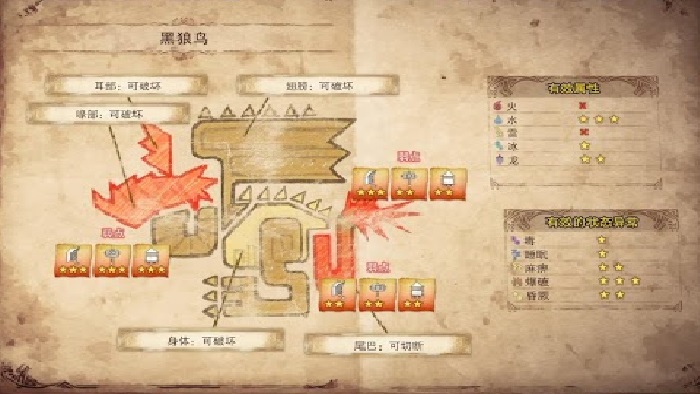 黑狼鸟
耳部：可破坏
翅膀：可破坏
嘴部：可破坏
弱点
弱点
弱点
身体：可破坏
尾巴：可切断
有效属性
火
水
雷
冰
龙
有效的状态异常
毒
睡眠
麻痹
爆破
昏厥